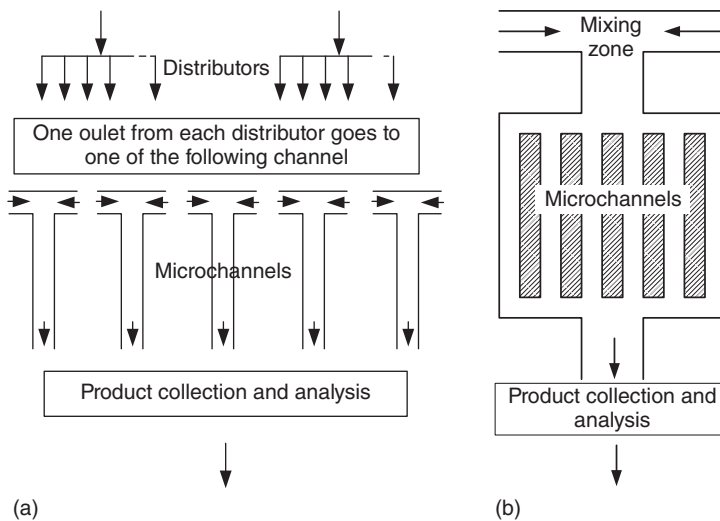 Distributors
One oulet from each distributor goes to
one of the following channel
Microchannels
Product collection and analysis
(a)
Mixing
zone
Microchannels
Product collection and
analysis
(b)